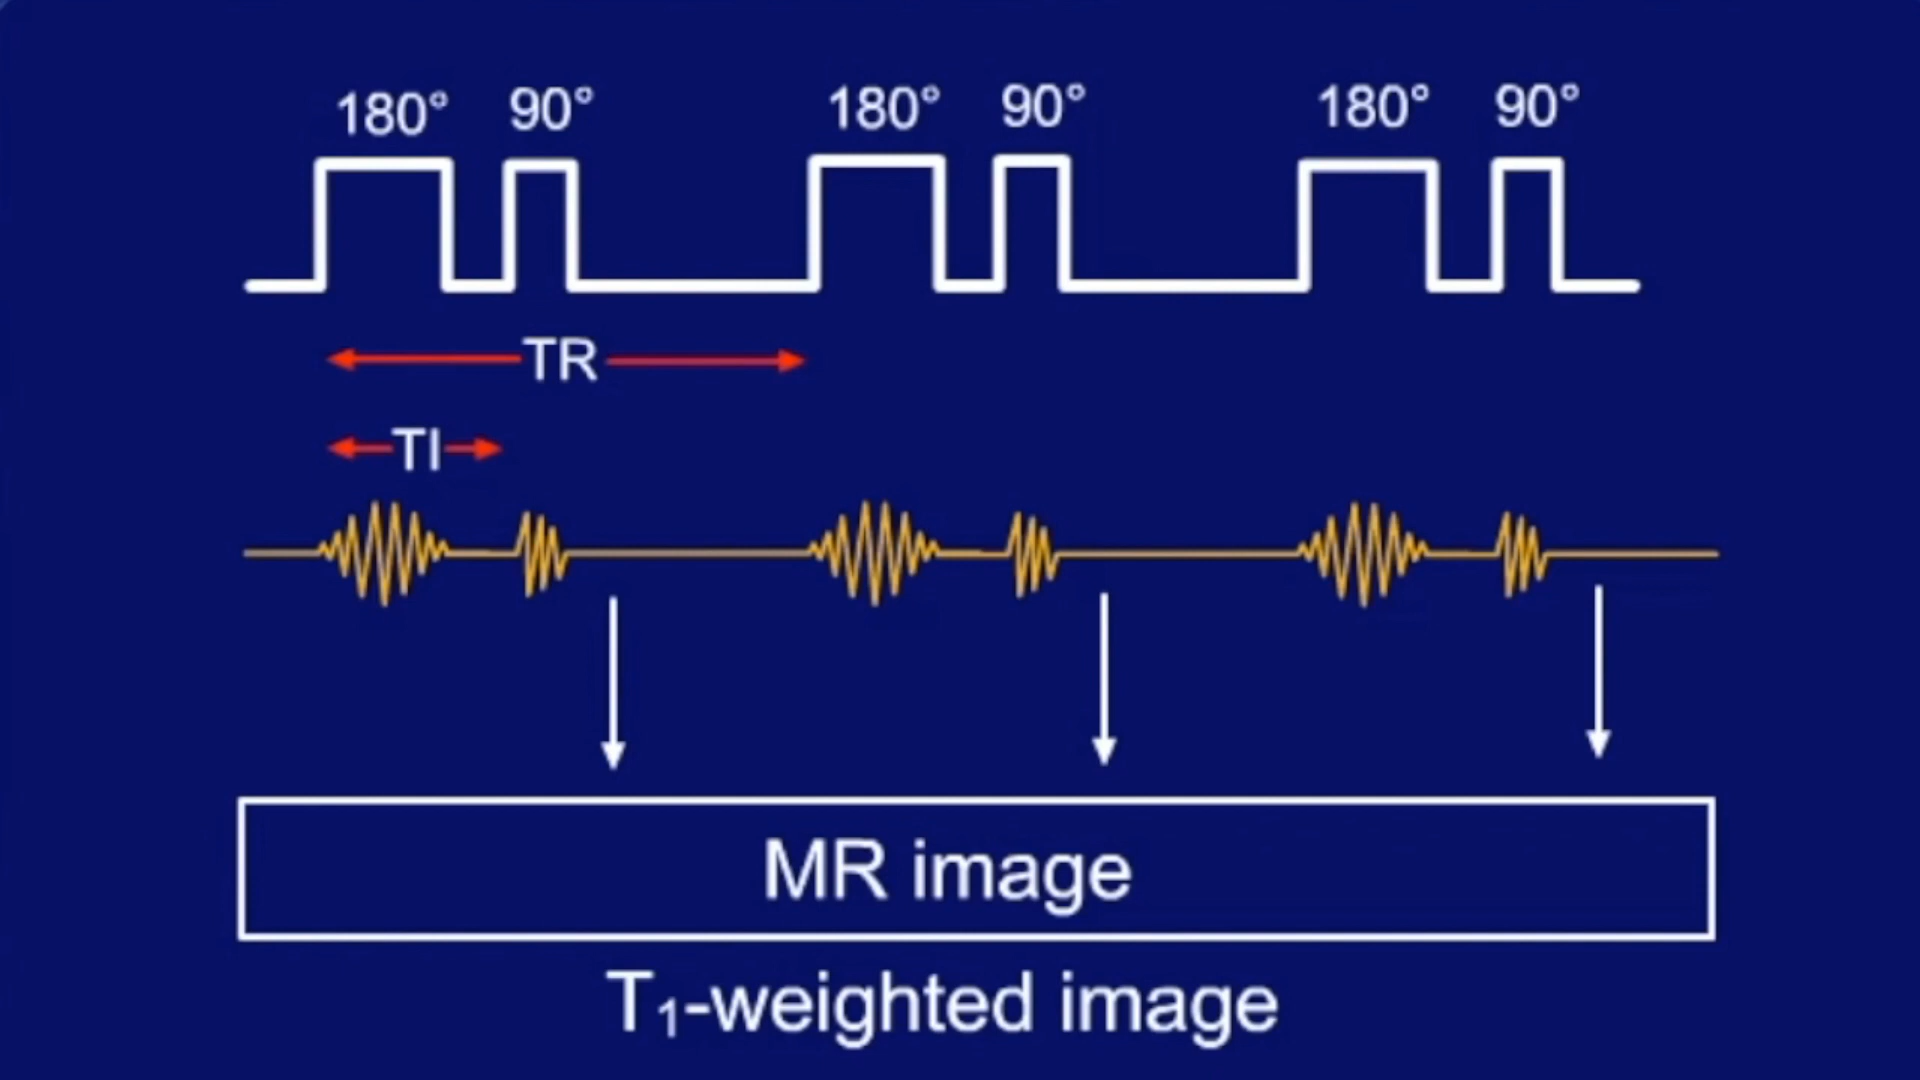 180° 90° 180° 90° 180° 90°
TR
TI
MR image
T₁-weighted image